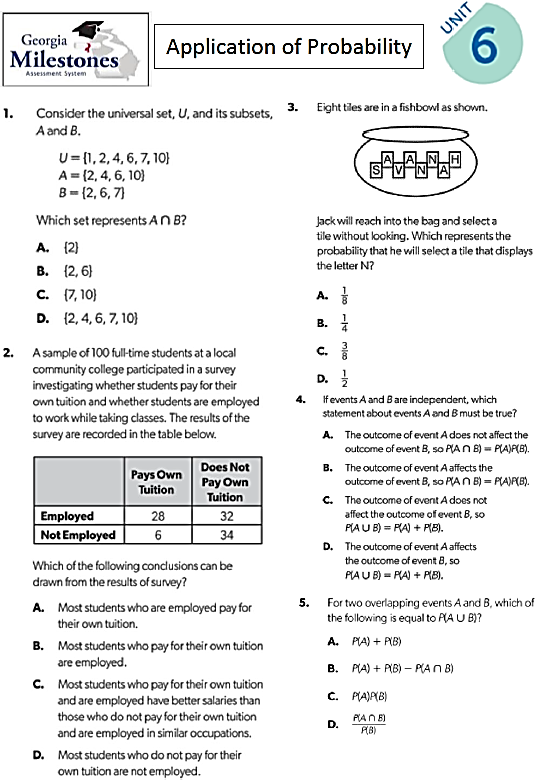 Georgia
Milestones
Assessment System
Application of Probability
UNIT
6
1. Consider the universal set, U, and its subsets,
A and B.
U = {1, 2, 4, 6, 7, 10}
A = {2, 4, 6, 10}
B = {2, 6, 7}
Which set represents A ∩ B?
A. {2}
B. {2, 6}
C. {7, 10}
D. {2, 4, 6, 7, 10}
2. A sample of 100 full-time students at a local
community college participated in a survey
investigating whether students pay for their
own tuition and whether students are employed
to work while taking classes. The results of the
survey are recorded in the table below.
Pays Own
Tuition
Does Not
Pay Own
Tuition
Employed 28 32
Not Employed 6 34
Which of the following conclusions can be
drawn from the results of survey?
A. Most students who are employed pay for
their own tuition.
B. Most students who pay for their own tuition
are employed.
C. Most students who pay for their own tuition
and are employed have better salaries than
those who do not pay for their own tuition
and are employed in similar occupations.
D. Most students who do not pay for their
own tuition are not employed.
3. Eight tiles are in a fishbowl as shown.
S A V A N N A H
Jack will reach into the bag and select a
tile without looking. Which represents the
probability that he will select a tile that displays
the letter N?
A. 1/8
B. 1/4
C. 3/8
D. 1/2
4. If events A and B are independent, which
statement about events A and B must be true?
A. The outcome of event A does not affect the
outcome of event B, so P(A ∩ B) = P(A)P(B).
B. The outcome of event A affects the
outcome of event B, so P(A ∩ B) = P(A)P(B).
C. The outcome of event A does not
affect the outcome of event B, so
P(A ∪ B) = P(A) + P(B).
D. The outcome of event A affects
the outcome of event B, so
P(A ∪ B) = P(A) + P(B).
5. For two overlapping events A and B, which of
the following is equal to P(A ∪ B)?
A. P(A) + P(B)
B. P(A) + P(B) − P(A ∩ B)
C. P(A)P(B)
D. P(A ∩ B)/P(B)